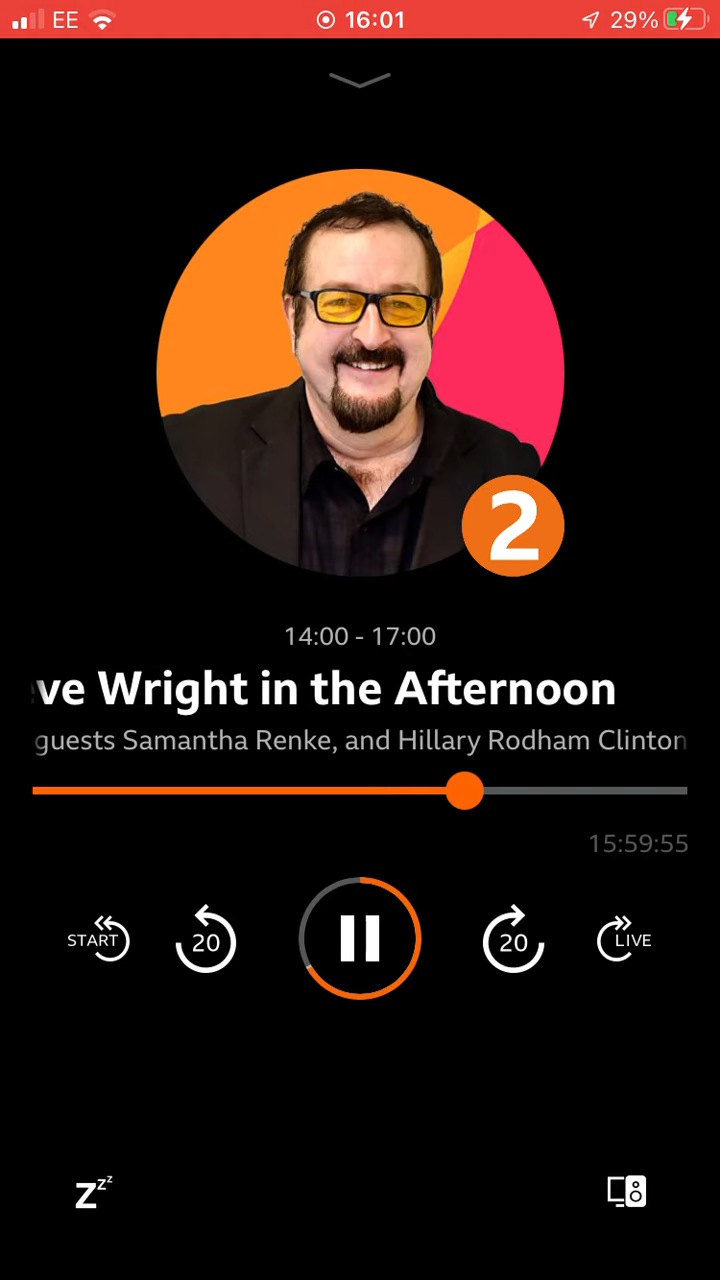 EE 16:01 29%
2
14:00 - 17:00
ve Wright in the Afternoon
guests Samantha Renke, and Hillary Rodham Clinton
15:59:55
START 20 20 LIVE
Zzz